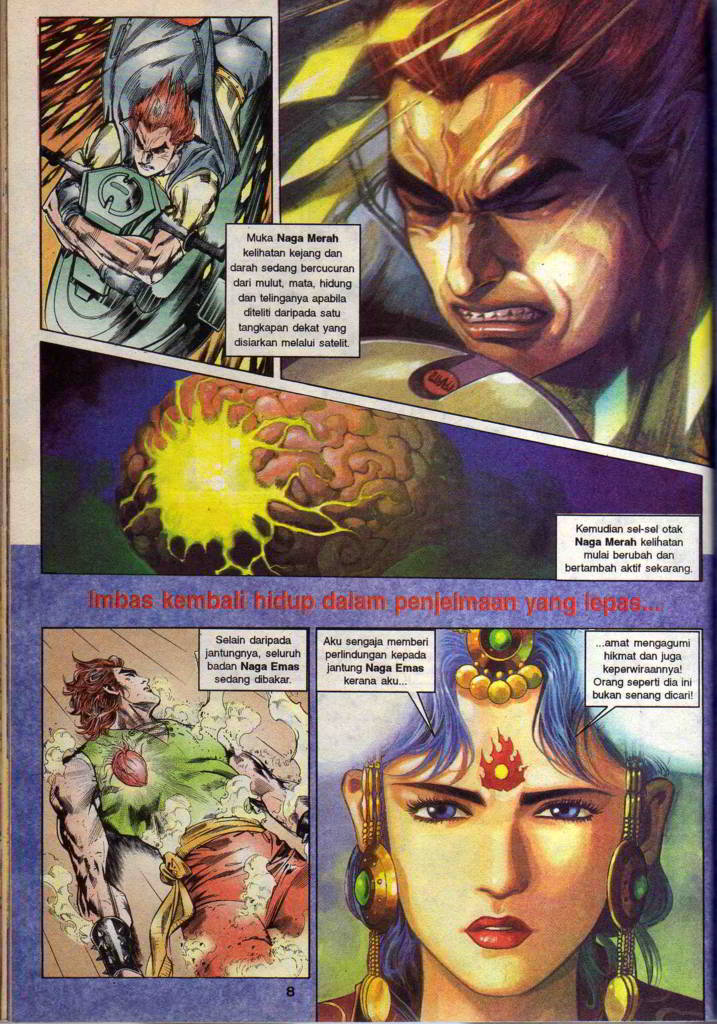 Muka Naga Merah
kelihatan kejang dan
darah sedang bercucuran
dari mulut, mata, hidung
dan telinganya apabila
diteliti daripada satu
tangkapan dekat yang
disiarkan melalui satelit.
Kemudian sel-sel otak
Naga Merah kelihatan
mulai berubah dan
bertambah aktif sekarang.
Imbas kembali hidup dalam penjelmaan yang lepas...
Selain daripada
jantungnya, seluruh
badan Naga Emas
sedang dibakar.
Aku sengaja memberi
perlindungan kepada
jantung Naga Emas
kerana aku...
...amat mengagumi
hikmat dan juga
keperwiraannya!
Orang seperti dia ini
bukan senang dicari!
8